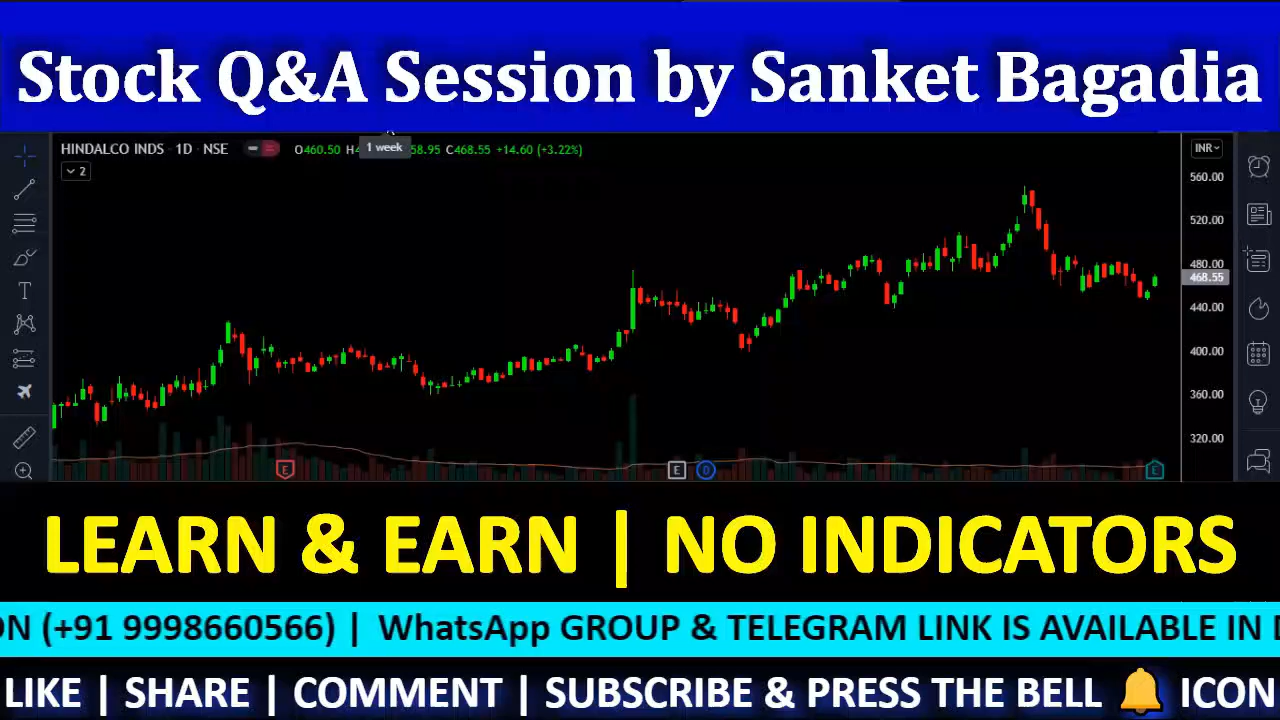 Stock Q&A Session by Sanket Bagadia
HINDALCO INDS · 1D · NSE O460.50 H4 1 week 58.95 C468.55 +14.60 (+3.22%) INR
2
560.00
520.00
480.00
468.55
440.00
400.00
360.00
320.00
T
E E D E
LEARN & EARN | NO INDICATORS
ON (+91 9998660566) | WhatsApp GROUP & TELEGRAM LINK IS AVAILABLE IN
LIKE | SHARE | COMMENT | SUBSCRIBE & PRESS THE BELL 🔔 ICON